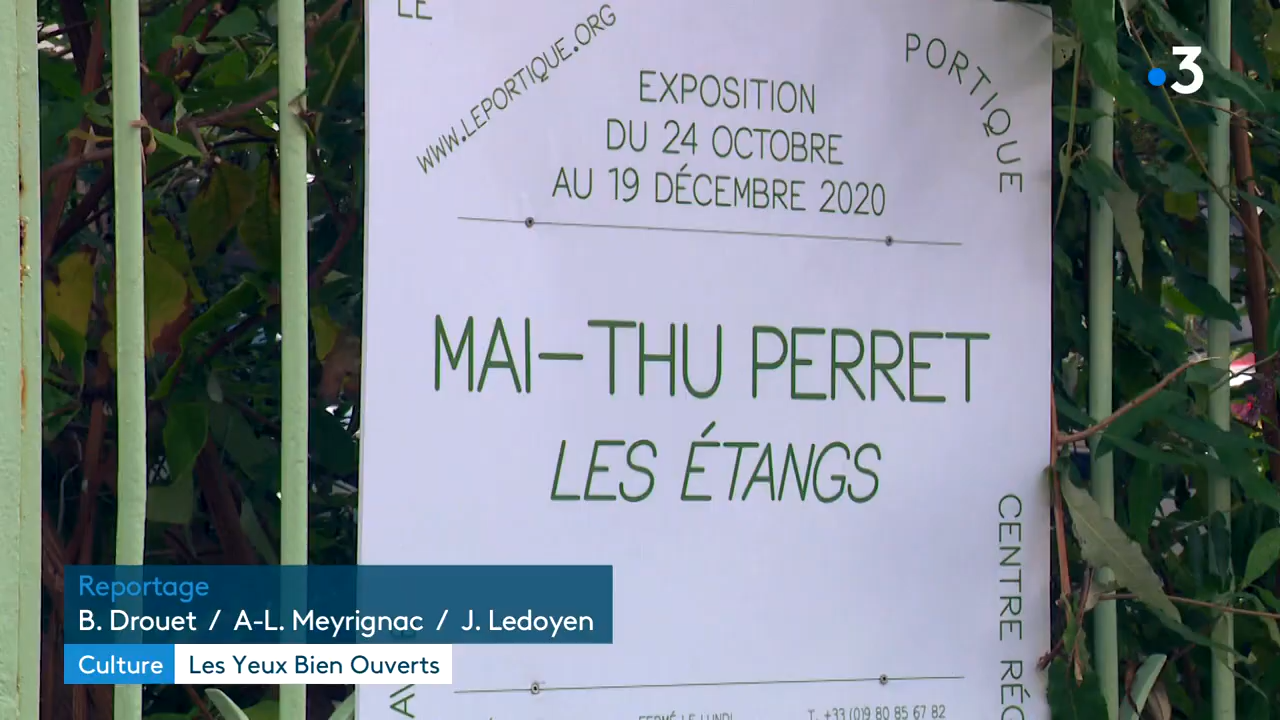 LE
WWW.LEPORTIQUE.ORG
PORTIQUE
3
EXPOSITION
DU 24 OCTOBRE
AU 19 DÉCEMBRE 2020
MAI-THU PERRET
LES ÉTANGS
CENTRE RÉG
Reportage
B. Drouet / A-L. Meyrignac / J. Ledoyen
Culture Les Yeux Bien Ouverts
FERMÉ LE LUNDI
T. +33 (0)9 80 85 67 82